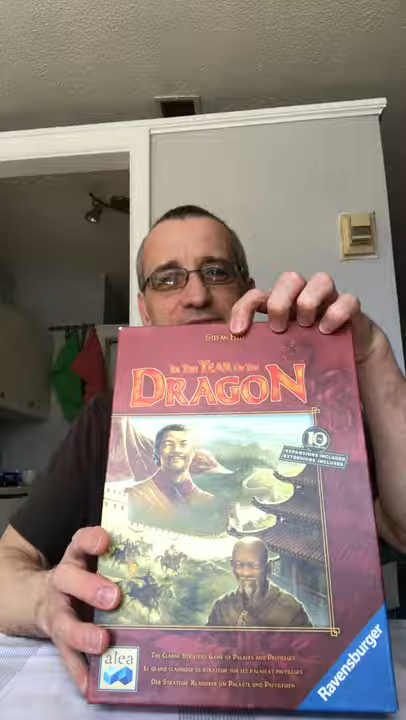 STEFAN FELD
IN THE YEAR OF THE
DRAGON
10
EXPANSIONS INCLUDED
EXTENSIONS INCLUSES
THE CLASSIC STRATEGY GAME OF PALACES AND PRIVILEGES
LE GRAND CLASSIQUE DE STRATÉGIE SUR LES PALAIS ET PRIVILÈGES
DER STRATEGIE-KLASSIKER UM PALÄSTE UND PRIVILEGIEN
alea
Ravensburger